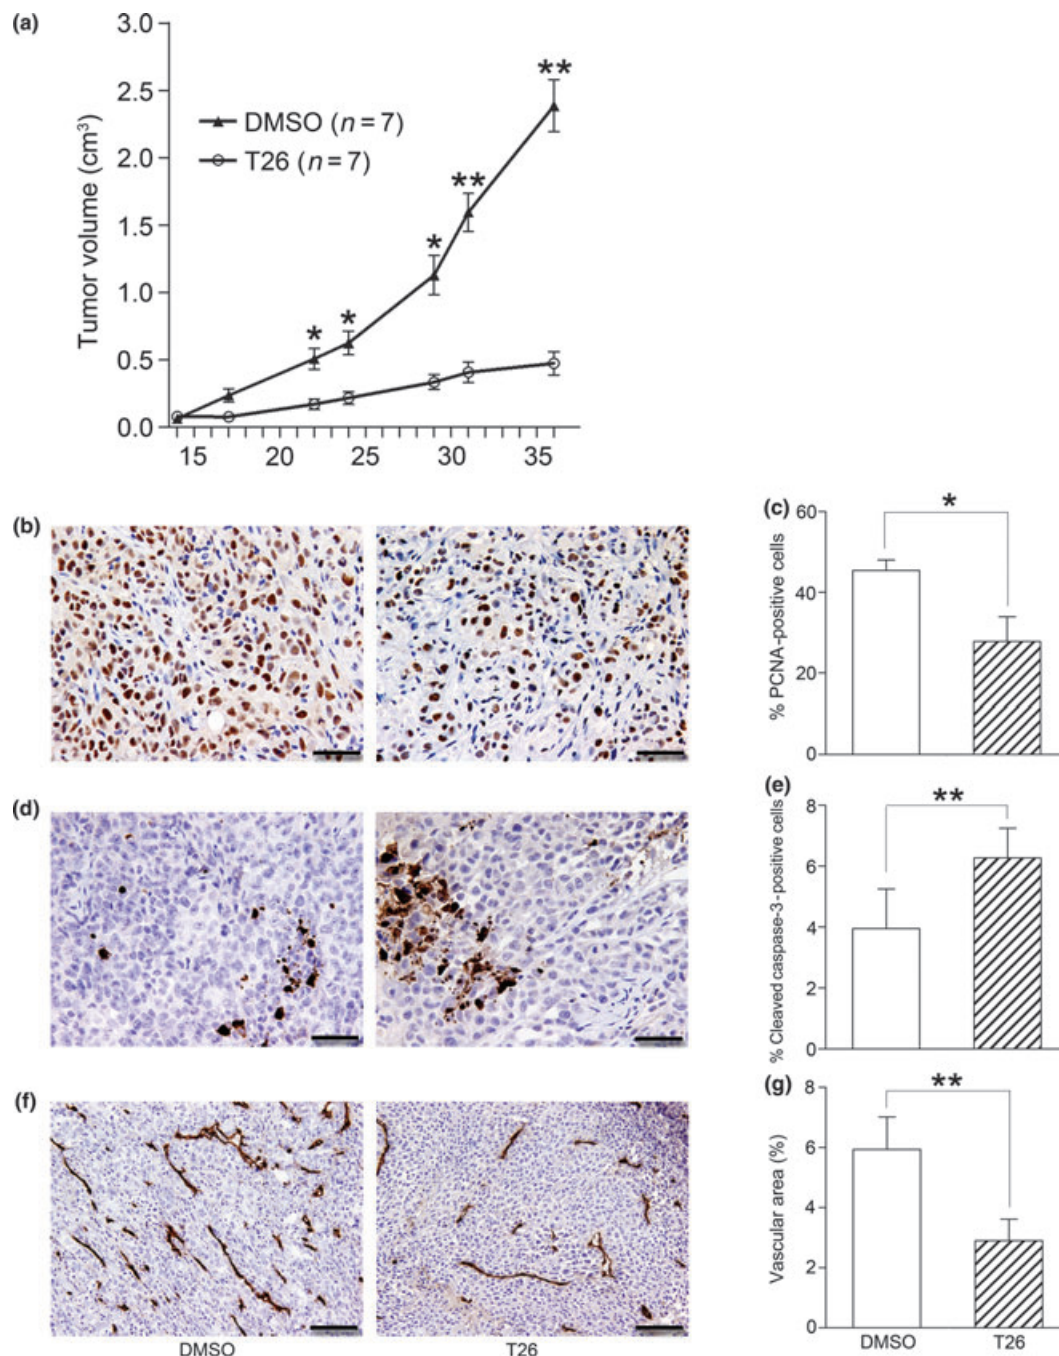 (a)
Tumor volume (cm³)
3.0
2.5
2.0
1.5
1.0
0.5
0.0
DMSO (n = 7)
T26 (n = 7)
*
*
*
**
**
15
20
25
30
35
(b)
(c)
% PCNA-positive cells
60
40
20
0
*
(d)
(e)
% Cleaved caspase-3-positive cells
8
6
4
2
0
**
(f)
(g)
Vascular area (%)
8
6
4
2
0
**
DMSO
T26
DMSO
T26